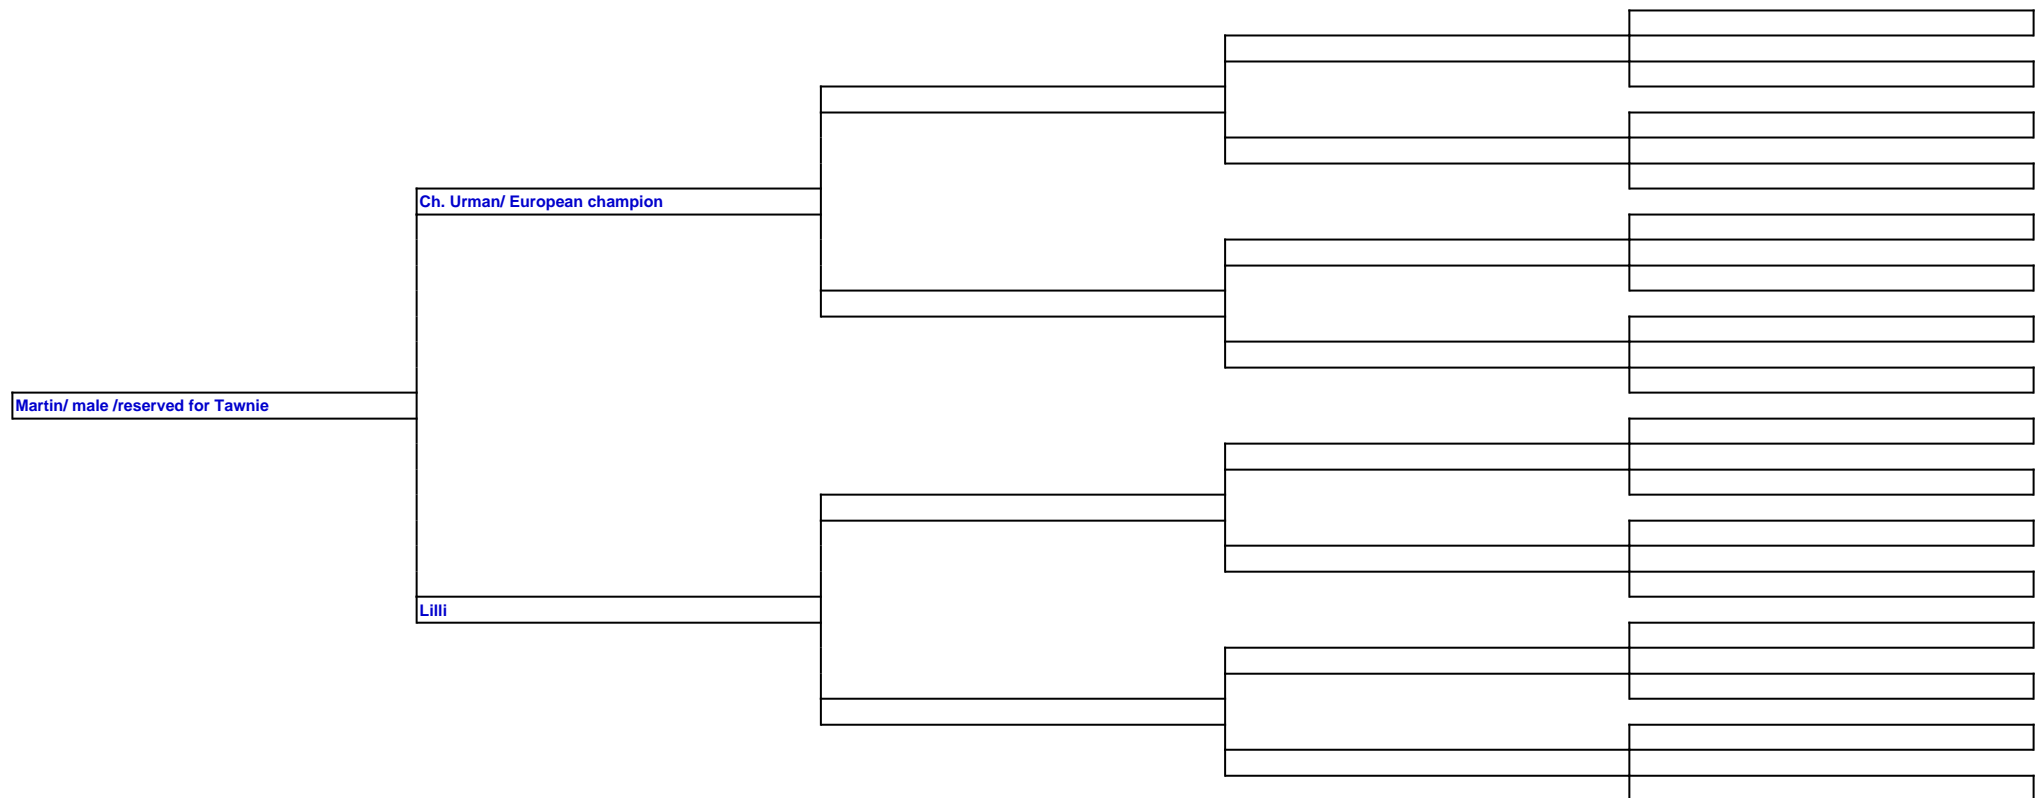 Ch. Urman/ European champion
Martin/ male /reserved for Tawnie
Lilli